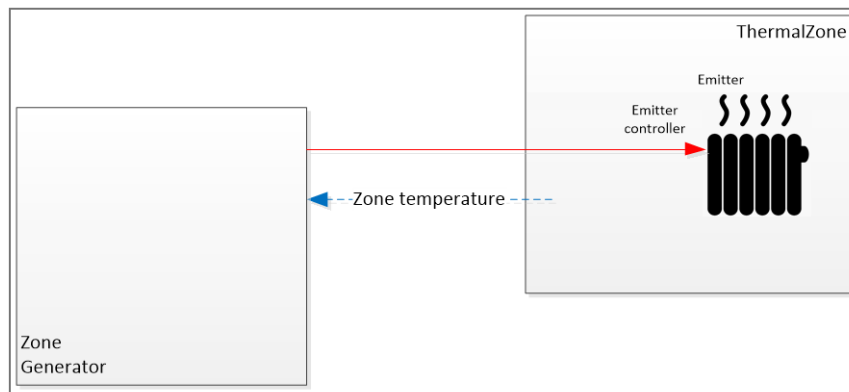 ThermalZone
Emitter
Emitter
controller
Zone temperature
Zone
Generator